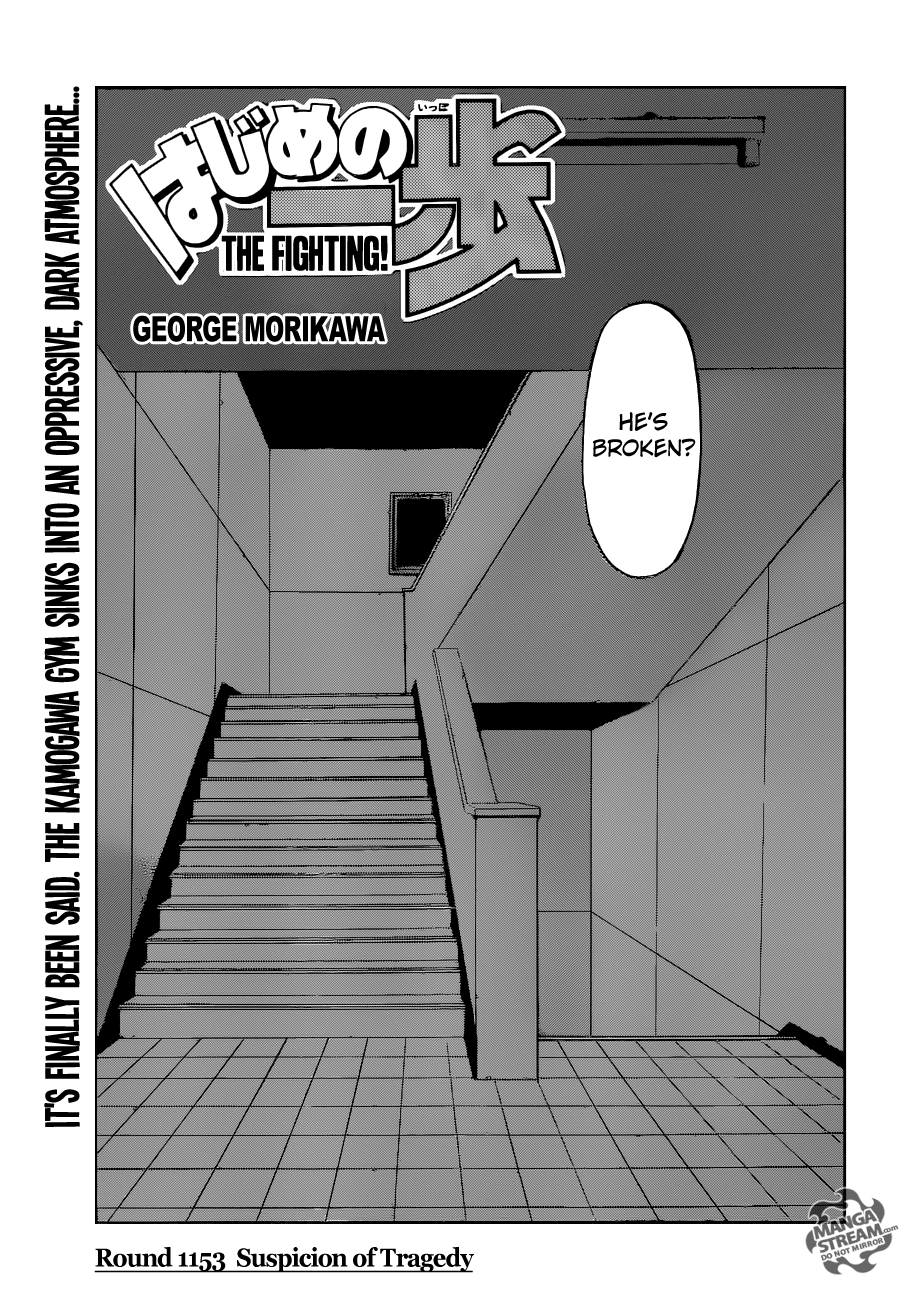 IT'S FINALLY BEEN SAID. THE KAMOGAWA GYM SINKS INTO AN OPPRESSIVE, DARK ATMOSPHERE...
いっぽ
はじめの一歩
THE FIGHTING!
GEORGE MORIKAWA
HE'S
BROKEN?
MANGA
STREAM.com
DO NOT MIRROR
Round 1153 Suspicion of Tragedy